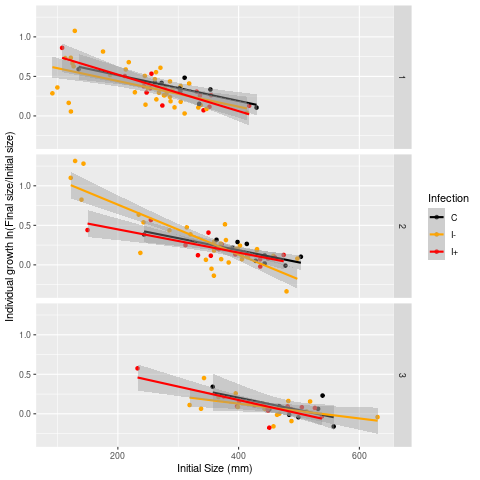 Individual growth ln(Final size/Initial size)
1.0
0.5
0.0
1
1.0
0.5
0.0
2
1.0
0.5
0.0
3
200
400
600
Initial Size (mm)
Infection
C
I-
I+